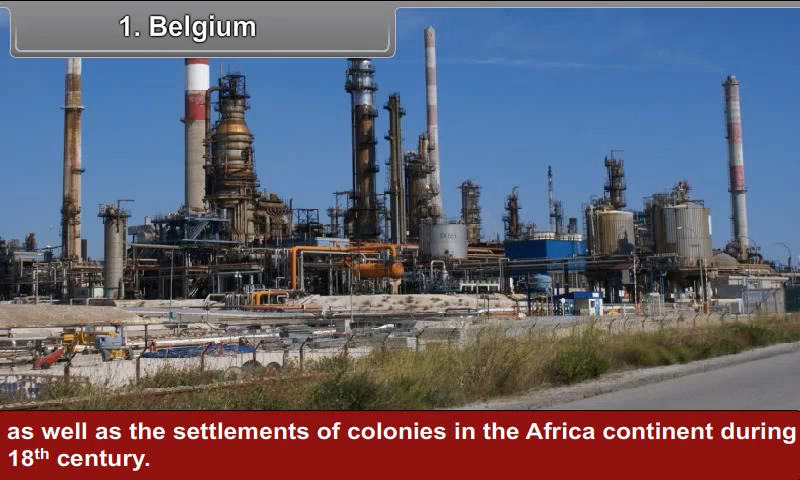 1. Belgium
as well as the settlements of colonies in the Africa continent during
18th century.